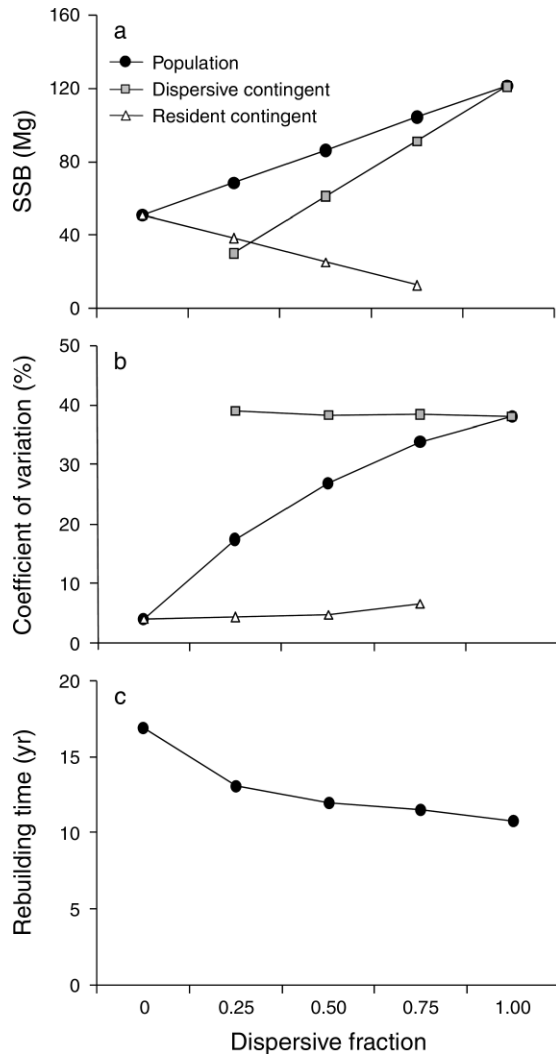 a
Population
Dispersive contingent
Resident contingent
SSB (Mg)
160
120
80
40
0
b
Coefficient of variation (%)
50
40
30
20
10
0
c
Rebuilding time (yr)
20
15
10
5
0
0 0.25 0.50 0.75 1.00
Dispersive fraction